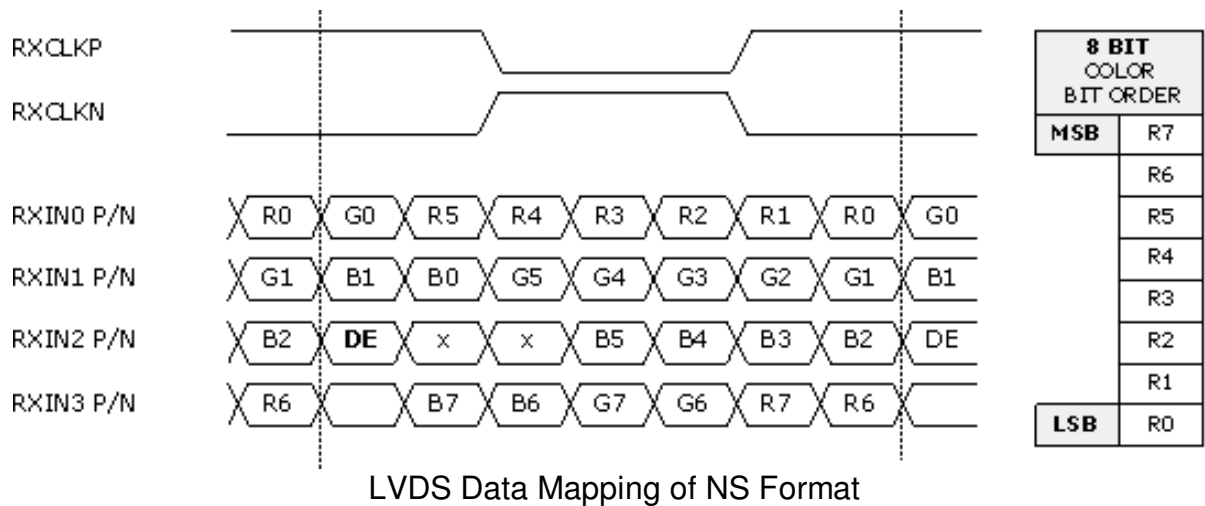 RXCLKP
RXCLKN
RXIN0 P/N R0 G0 R5 R4 R3 R2 R1 R0 G0
RXIN1 P/N G1 B1 B0 G5 G4 G3 G2 G1 B1
RXIN2 P/N B2 DE x x B5 B4 B3 B2 DE
RXIN3 P/N R6 B7 B6 G7 G6 R7 R6
8 BIT
COLOR
BIT ORDER
MSB R7
R6
R5
R4
R3
R2
R1
LSB R0
LVDS Data Mapping of NS Format